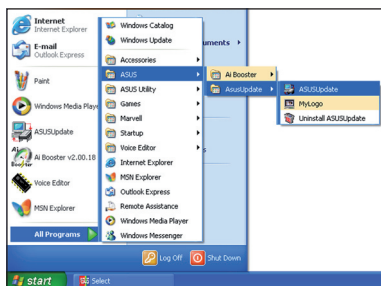 Internet
Internet Explorer
E-mail
Outlook Express
Paint
Windows Media Play
ASUSUpdate
Ai Booster v2.00.18
Voice Editor
MSN Explorer
All Programs
Windows Catalog
Windows Update
Accessories
ASUS
ASUS Utility
Games
Marvell
Startup
Voice Editor
Internet Explorer
MSN Explorer
Outlook Express
Remote Assistance
Windows Media Player
Windows Messenger
uments
s
Ai Booster
AsusUpdate
ASUSUpdate
MyLogo
Uninstall ASUSUpdate
Log Off
Shut Down
start
Select